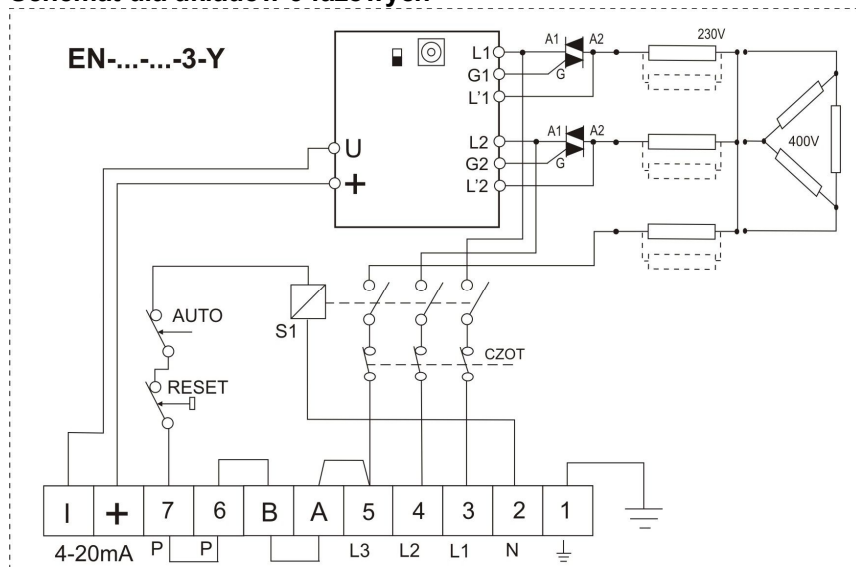 EN-...-...-3-Y
L1 A1 A2 230V
G1 G
L'1
L2 A1 A2 400V
U G2 G
+ L'2
AUTO
S1
CZOT
RESET
I + 7 6 B A 5 4 3 2 1
4-20mA P P L3 L2 L1 N